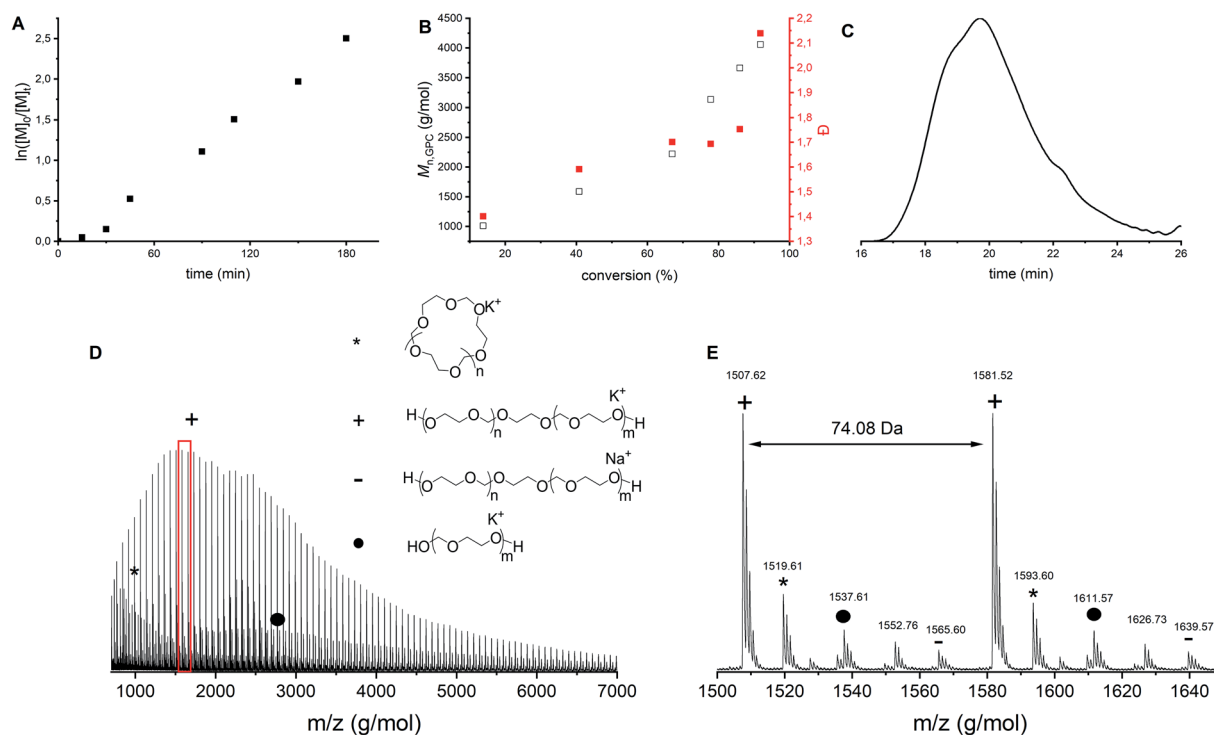 A
2,5
2,0
1,5
1,0
0,5
0,0
ln([M]0/[M]t)
0
60
120
180
time (min)
B
4500
4000
3500
3000
2500
2000
1500
1000
Mn,GPC (g/mol)
2,2
2,1
2,0
1,9
1,8
1,7
1,6
1,5
1,4
1,3
Đ
20
40
60
80
100
conversion (%)
C
16
18
20
22
24
26
time (min)
D
*
O
O
K+
O
O
O
O
n
+
K+
H
O
O
n
O
O
O
O
m
H
-
Na+
H
O
O
n
O
O
O
O
m
H
●
K+
HO
O
O
m
H
+
*
1000
2000
3000
4000
5000
6000
7000
m/z (g/mol)
E
1507.62
+
1581.52
+
74.08 Da
1519.61
*
1537.61
1552.76
1565.60
-
1593.60
*
1611.57
1626.73
1639.57
-
1500
1520
1540
1560
1580
1600
1620
1640
m/z (g/mol)